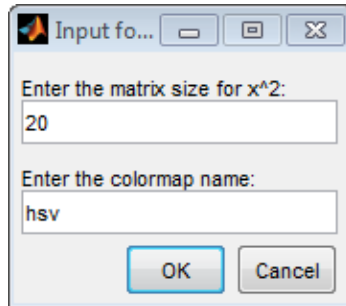 Input fo...
Enter the matrix size for x^2:
20
Enter the colormap name:
hsv
OK
Cancel